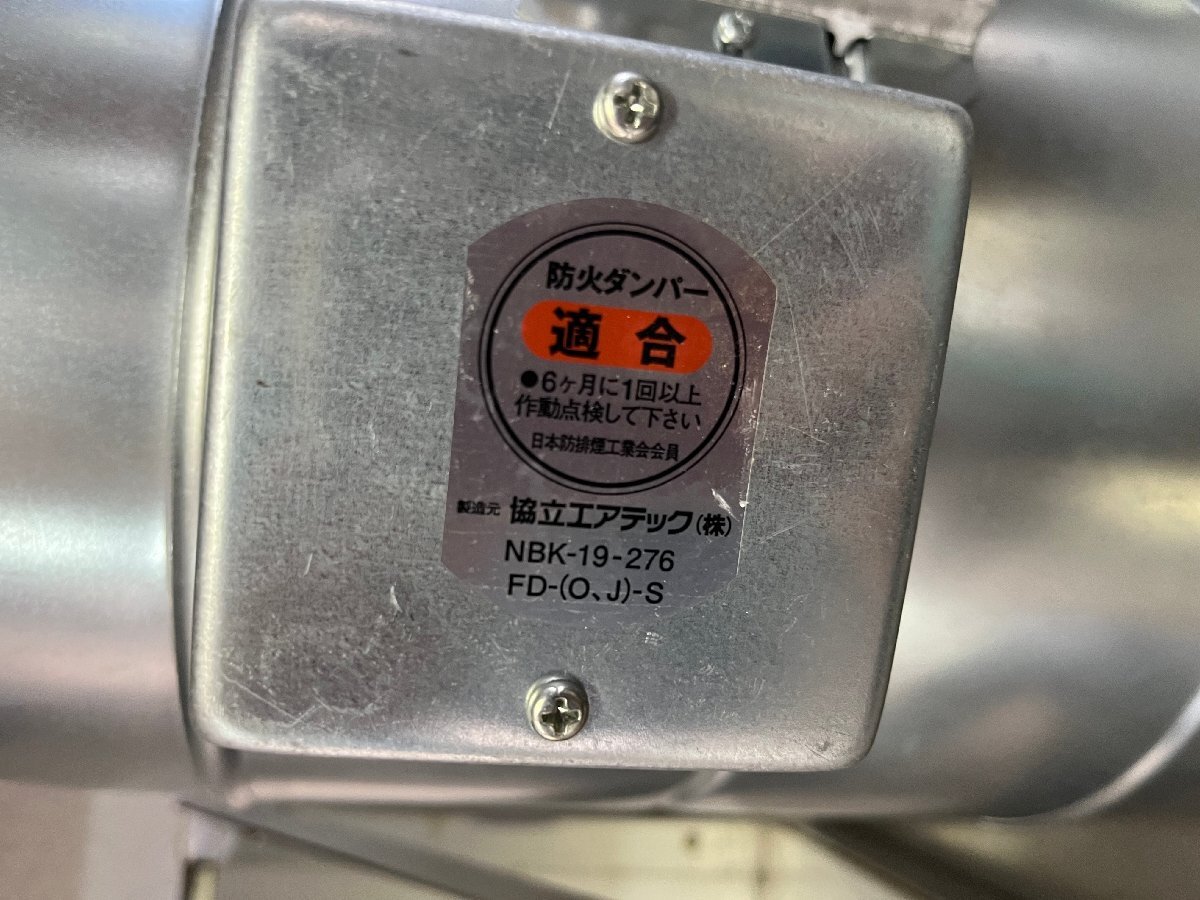 防火ダンパー
適合
●6ヶ月に1回以上
作動点検して下さい
日本防排煙工業会会員
製造元 協立エアテック(株)
NBK-19-276
FD-(O、J)-S